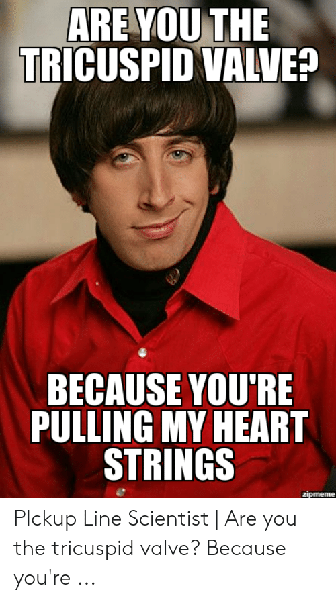 ARE YOU THE
TRICUSPID VALVE?
BECAUSE YOU'RE
PULLING MY HEART
STRINGS
zipmeme
PIckup Line Scientist | Are you
the tricuspid valve? Because
you're ...